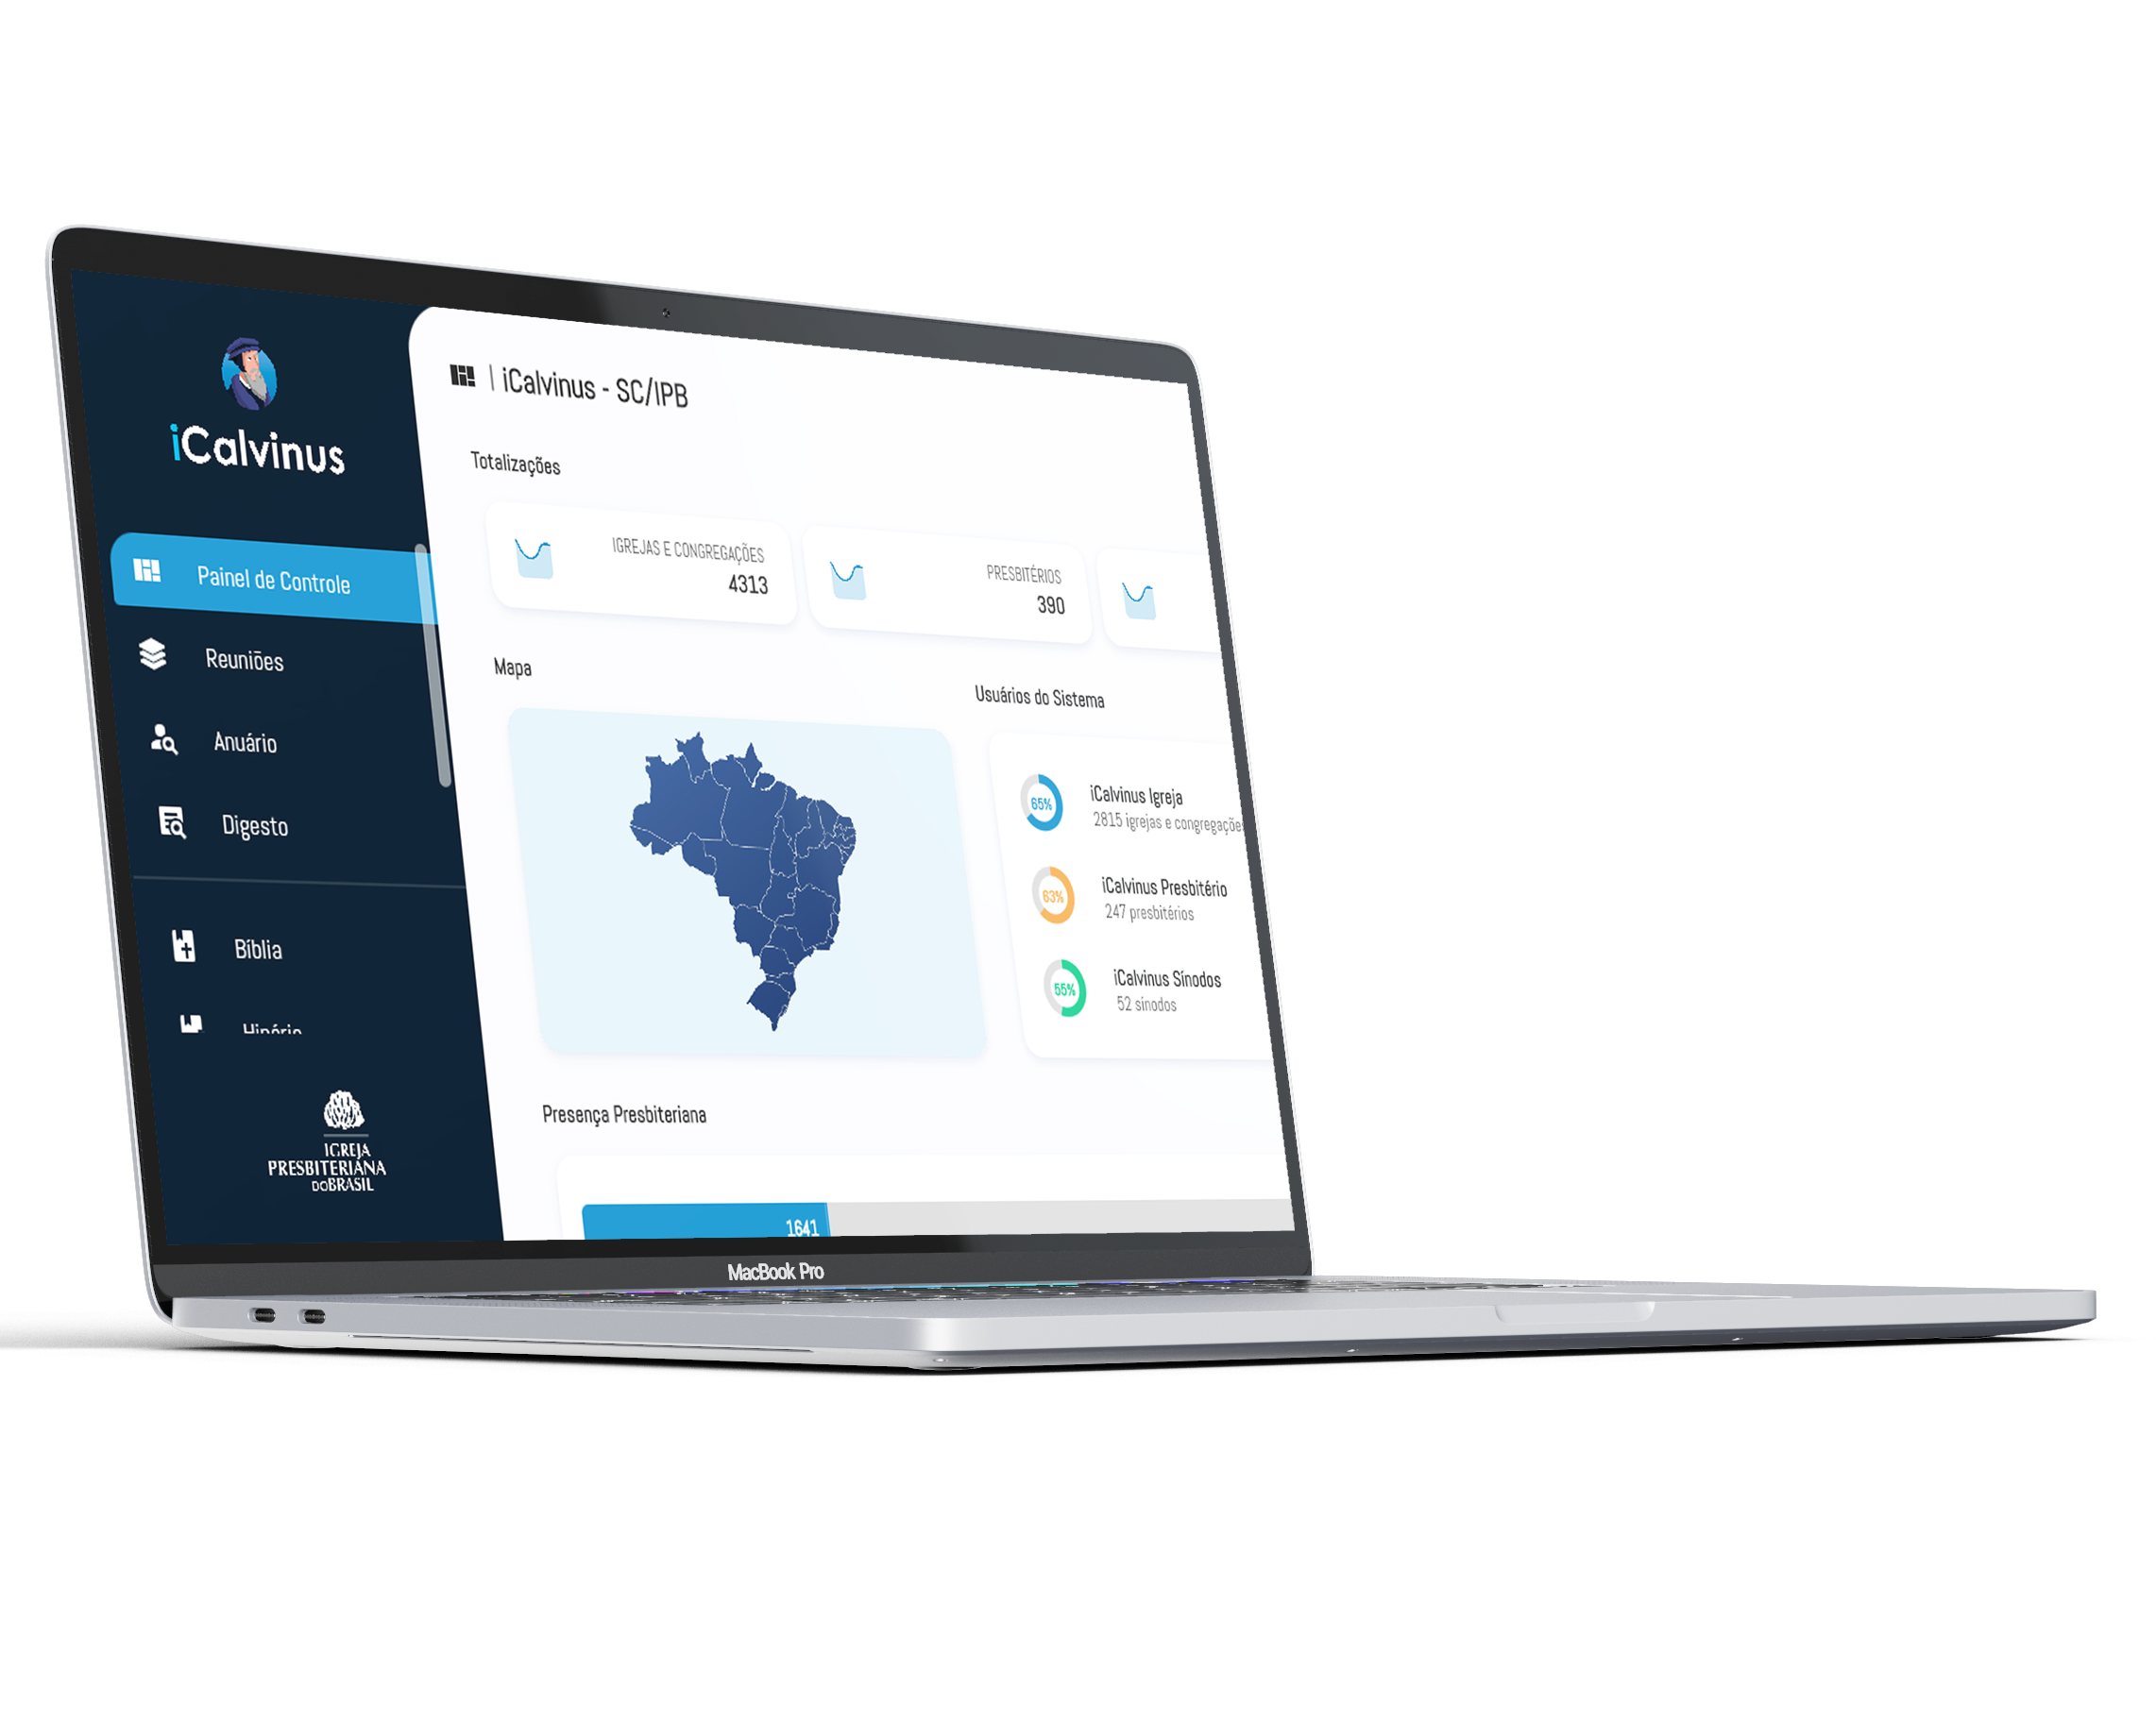 iCalvinus
Painel de Controle
Reuniões
Anuário
Digesto
Bíblia
Hinário
IGREJA
PRESBITERIANA
DO BRASIL
iCalvinus - SC/IPB
Totalizações
IGREJAS E CONGREGAÇÕES
4313
PRESBITÉRIOS
390
Mapa
Usuários do Sistema
65%
iCalvinus Igreja
2815 igrejas e congregações
63%
iCalvinus Presbitério
247 presbitérios
55%
iCalvinus Sínodos
52 sínodos
Presença Presbiteriana
1641
MacBook Pro